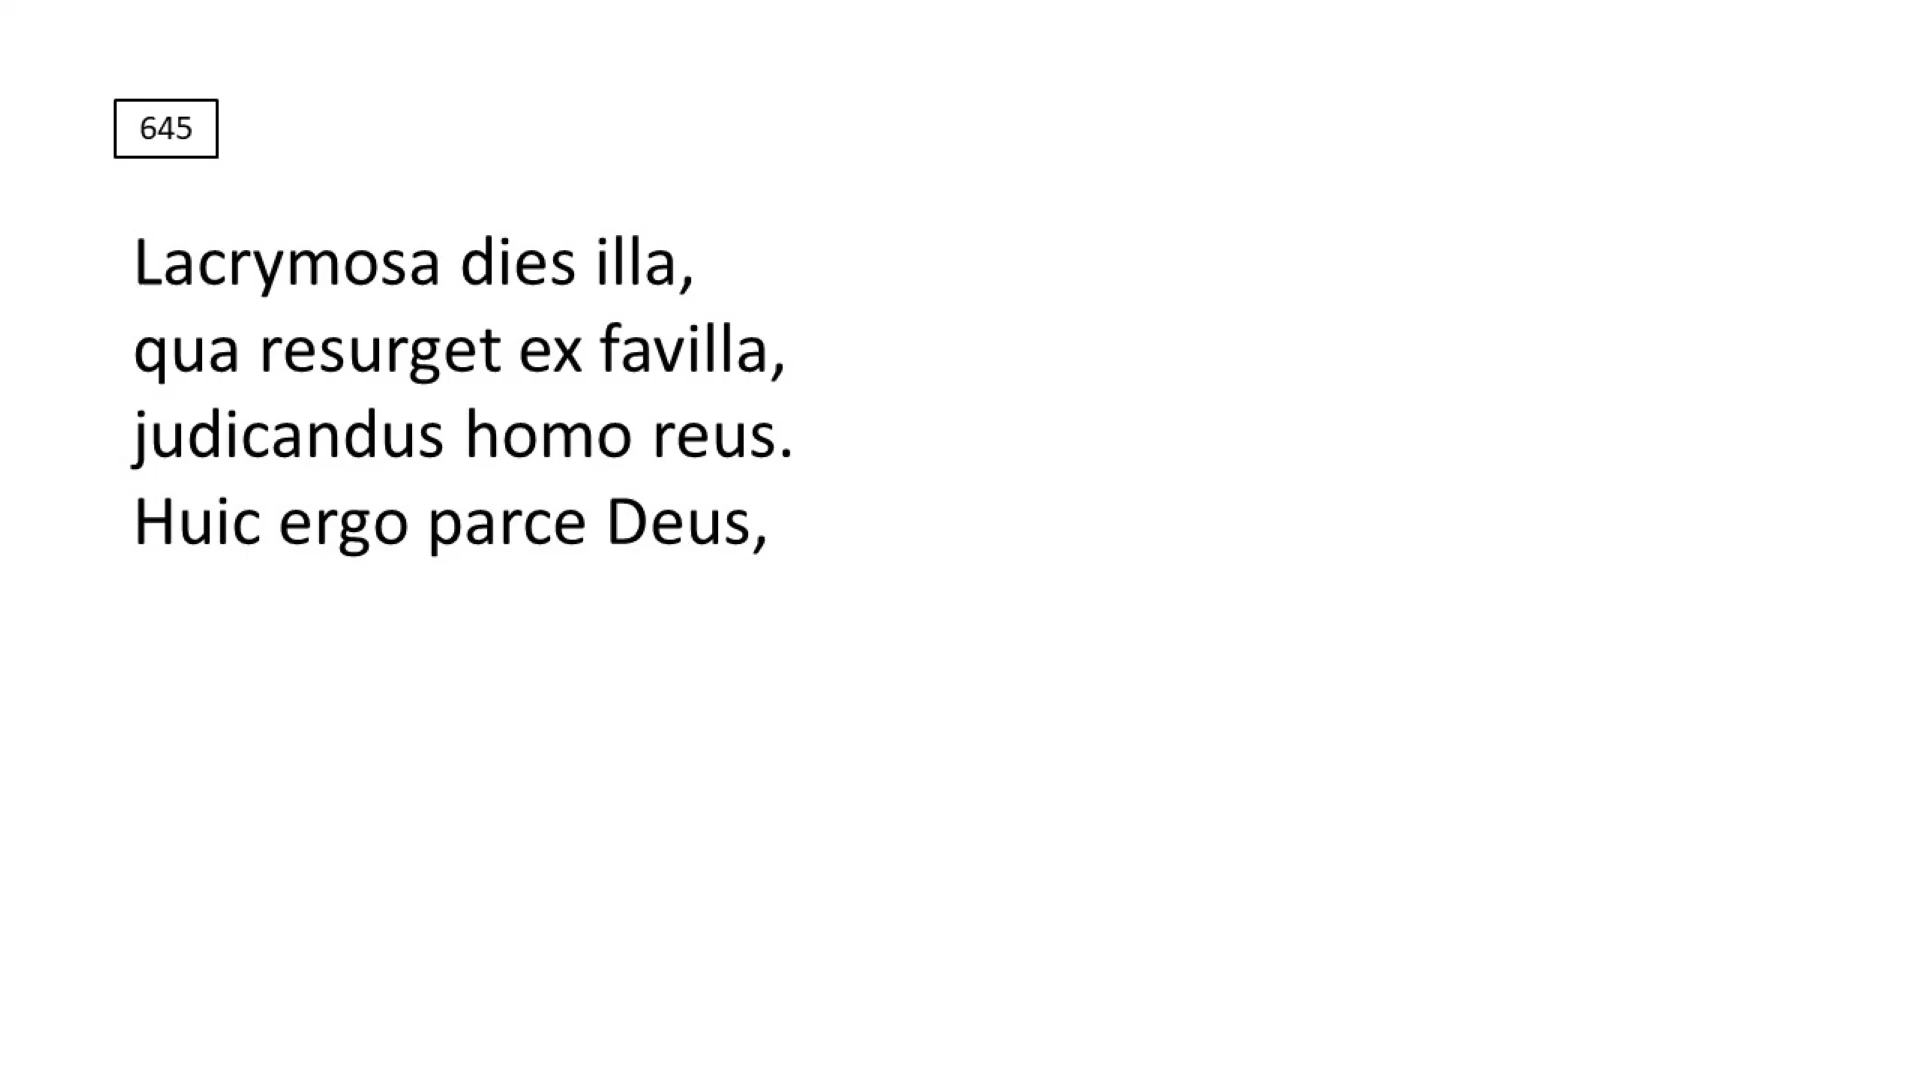 645
Lacrymosa dies illa,
qua resurget ex favilla,
judicandus homo reus.
Huic ergo parce Deus,